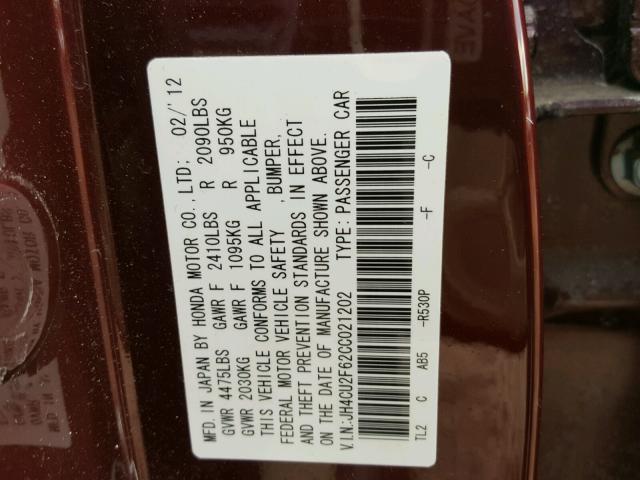 MFD. IN JAPAN BY HONDA MOTOR CO.,LTD; 02/'12
GVWR 4475LBS GAWR F 2410LBS R 2090LBS
GVWR 2030KG GAWR F 1095KG R 950KG
THIS VEHICLE CONFORMS TO ALL APPLICABLE
FEDERAL MOTOR VEHICLE SAFETY ,BUMPER,
AND THEFT PREVENTION STANDARDS IN EFFECT
ON THE DATE OF MANUFACTURE SHOWN ABOVE.
V.I.N.:JH4CU2F62CC021202 TYPE: PASSENGER CAR
TL2 C AB5 -R530P -F -C